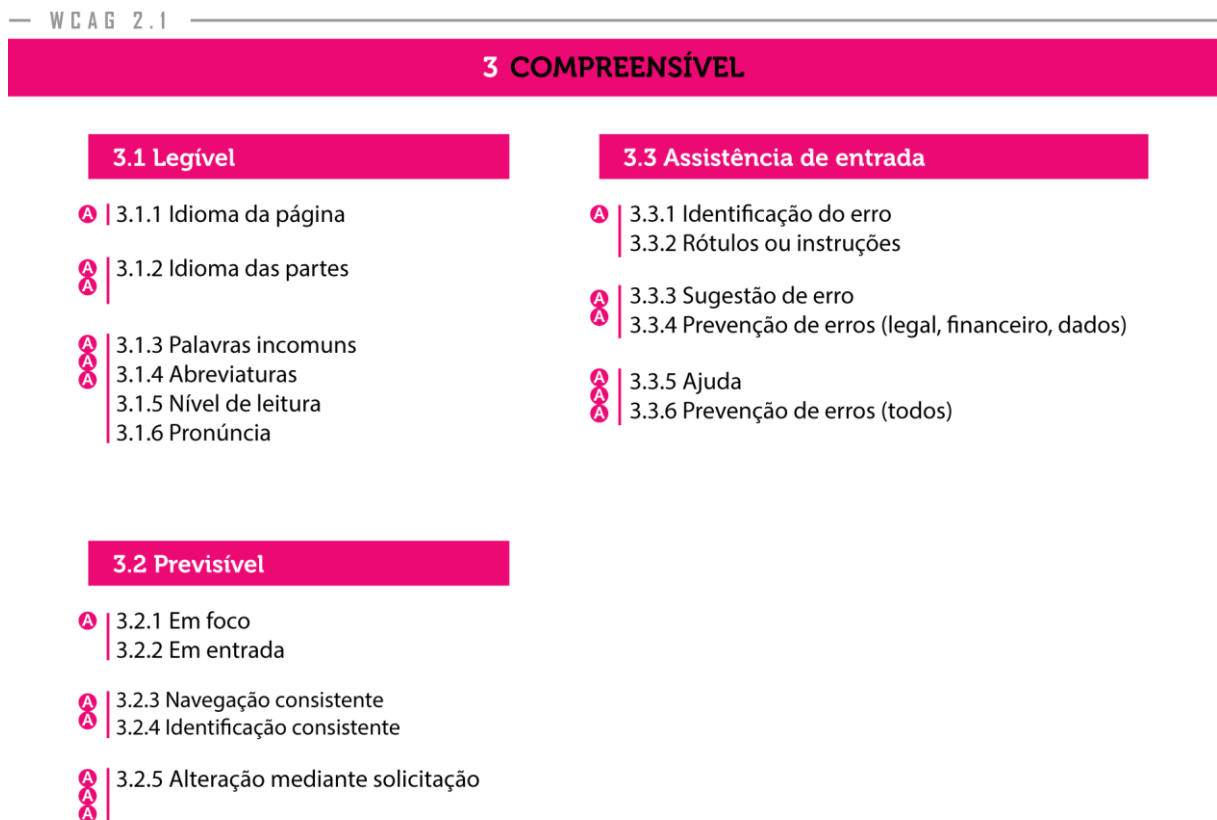 WCAG 2.1
3 COMPREENSÍVEL
3.1 Legível
A 3.1.1 Idioma da página
A A 3.1.2 Idioma das partes
A A A 3.1.3 Palavras incomuns
3.1.4 Abreviaturas
3.1.5 Nível de leitura
3.1.6 Pronúncia
3.2 Previsível
A 3.2.1 Em foco
3.2.2 Em entrada
A A 3.2.3 Navegação consistente
3.2.4 Identificação consistente
A A A 3.2.5 Alteração mediante solicitação
3.3 Assistência de entrada
A 3.3.1 Identificação do erro
3.3.2 Rótulos ou instruções
A A 3.3.3 Sugestão de erro
3.3.4 Prevenção de erros (legal, financeiro, dados)
A A A 3.3.5 Ajuda
3.3.6 Prevenção de erros (todos)